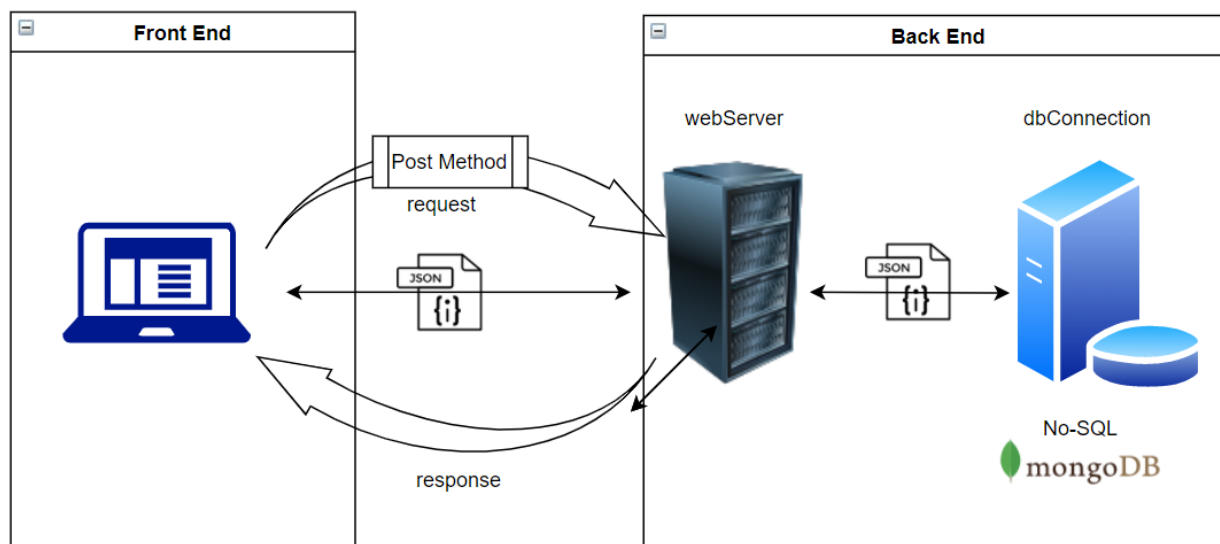 Front End
Back End
webServer
dbConnection
Post Method
request
JSON
{i}
JSON
{i}
response
No-SQL
mongoDB